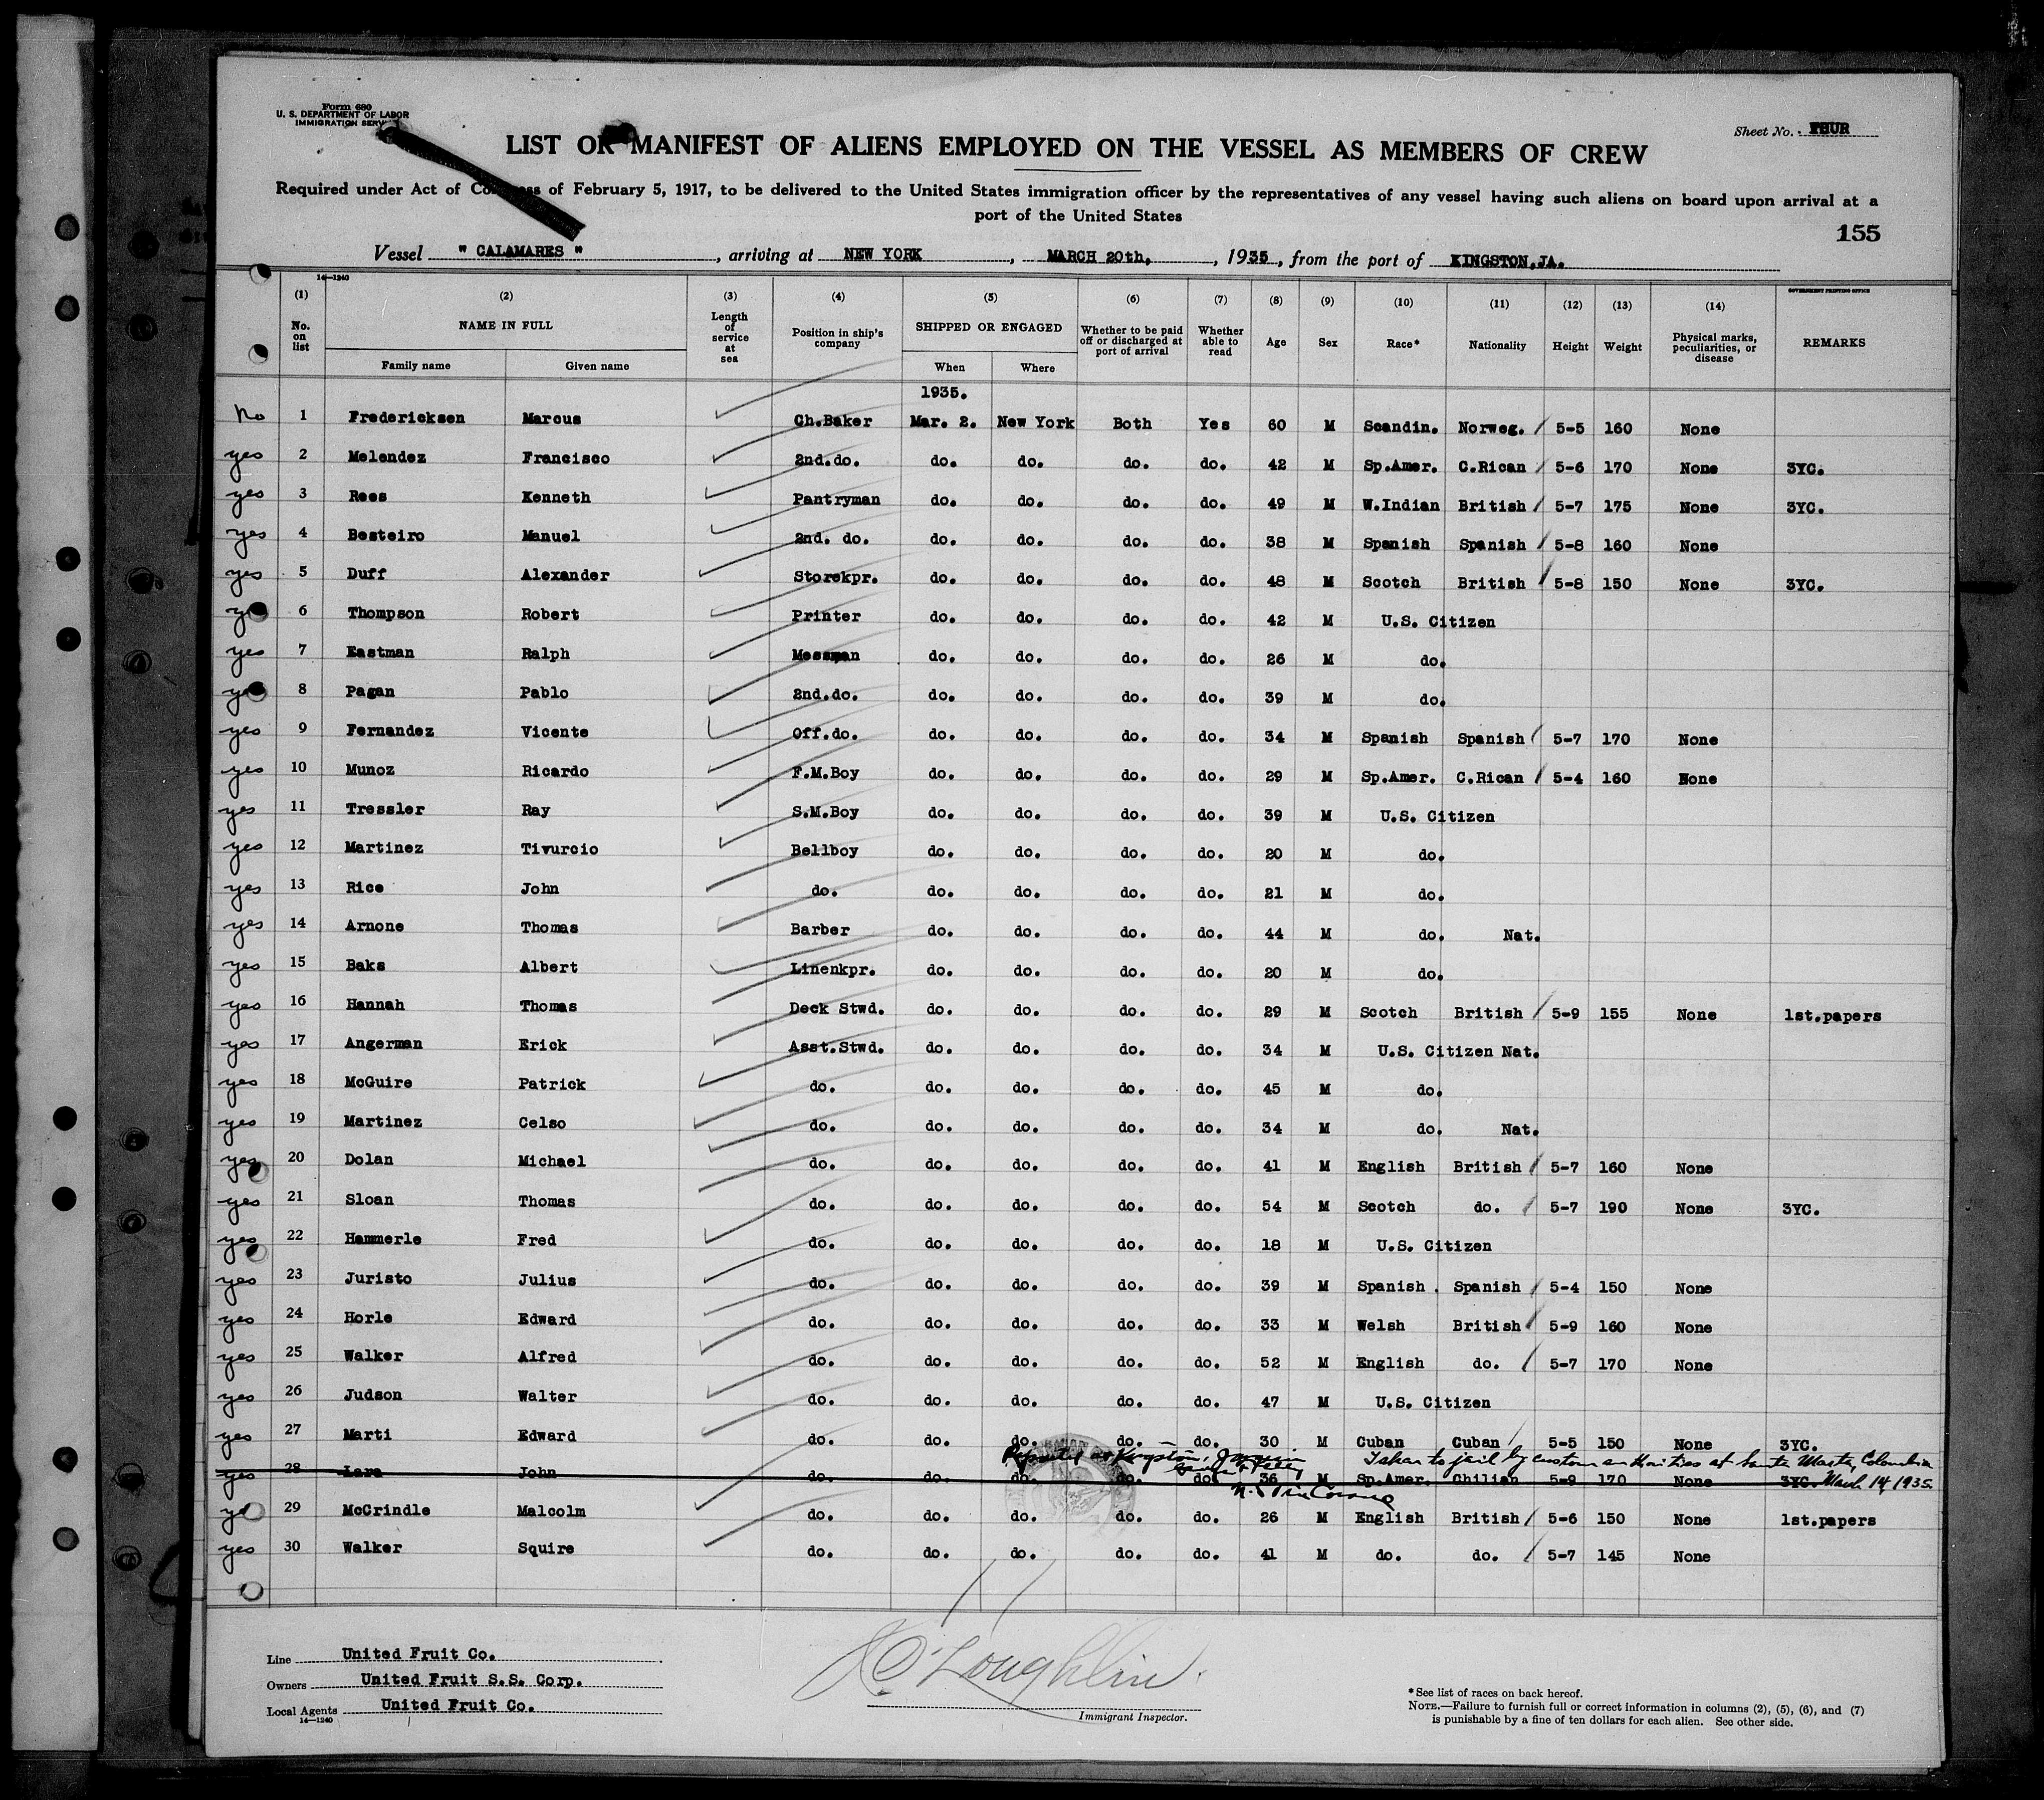 Form 680
U. S. DEPARTMENT OF LABOR
IMMIGRATION
Sheet No. FOUR
LIST OR MANIFEST OF ALIENS EMPLOYED ON THE VESSEL AS MEMBERS OF CREW
Required under Act of Congress of February 5, 1917, to be delivered to the United States immigration officer by the representatives of any vessel having such aliens on board upon arrival at a
port of the United States
155
Vessel " CALAMARES ", arriving at NEW YORK, MARCH 20th, , 1935, from the port of KINGSTON, JA.
14—1240
GOVERNMENT PRINTING OFFICE
(1) No. on list (2) NAME IN FULL Family name Given name (3) Length of service at sea (4) Position in ship's company (5) SHIPPED OR ENGAGED When Where (6) Whether to be paid off or discharged at port of arrival (7) Whether able to read (8) Age (9) Sex (10) Race* (11) Nationality (12) Height (13) Weight (14) Physical marks, peculiarities, or disease REMARKS
1935.
No 1 Fredericksen Marcus Ch.Baker Mar. 2. New York Both Yes 60 M Scandin. Norweg. 5-5 160 None
yes 2 Melendez Francisco 2nd.do. do. do. do. do. 42 M Sp.Amer. C.Rican 5-6 170 None 3YC.
yes 3 Rees Kenneth Pantryman do. do. do. do. 49 M W.Indian British 5-7 175 None 3YC.
yes 4 Besteiro Manuel 2nd. do. do. do. do. do. 38 M Spanish Spanish 5-8 160 None
yes 5 Duff Alexander Storekpr. do. do. do. do. 48 M Scotch British 5-8 150 None 3YC.
yes 6 Thompson Robert Printer do. do. do. do. 42 M U.S. Citizen
yes 7 Eastman Ralph Messman do. do. do. do. 26 M do.
yes 8 Pagan Pablo 2nd.do. do. do. do. do. 39 M do.
yes 9 Fernandez Vicente Off.do. do. do. do. do. 34 M Spanish Spanish 5-7 170 None
yes 10 Munoz Ricardo F.M.Boy do. do. do. do. 29 M Sp.Amer. C.Rican 5-4 160 None
yes 11 Tressler Ray S.M.Boy do. do. do. do. 39 M U.S. Citizen
yes 12 Martinez Tivurcio Bellboy do. do. do. do. 20 M do.
yes 13 Rice John do. do. do. do. do. 21 M do.
yes 14 Arnone Thomas Barber do. do. do. do. 44 M do. Nat.
yes 15 Baks Albert Linenkpr. do. do. do. do. 20 M do.
yes 16 Hannah Thomas Deck Stwd. do. do. do. do. 29 M Scotch British 5-9 155 None 1st.papers
yes 17 Angerman Erick Asst.Stwd. do. do. do. do. 34 M U.S. Citizen Nat.
yes 18 McGuire Patrick do. do. do. do. do. 45 M do.
yes 19 Martinez Celso do. do. do. do. do. 34 M do. Nat.
yes 20 Dolan Michael do. do. do. do. do. 41 M English British 5-7 160 None
yes 21 Sloan Thomas do. do. do. do. do. 54 M Scotch do. 5-7 190 None 3YC.
yes 22 Hammerle Fred do. do. do. do. do. 18 M U.S. Citizen
yes 23 Juristo Julius do. do. do. do. do. 39 M Spanish Spanish 5-4 150 None
yes 24 Horle Edward do. do. do. do. do. 33 M Welsh British 5-9 160 None
yes 25 Walker Alfred do. do. do. do. do. 52 M English do. 5-7 170 None
yes 26 Judson Walter do. do. do. do. do. 47 M U.S. Citizen
yes 27 Marti Edward do. do. do. do. do. 30 M Cuban Cuban 5-5 150 None 3YC.
Reported at Kingston, Jamaica Taken to jail by custom authorities at Santa Marta, Colombia
yes 28 Lara John do. do. do. do. do. 36 M Sp.Amer. Chilian 5-9 170 None 3YC. March 14, 1935.
yes 29 McCrindle Malcolm do. do. do. do. do. 26 M English British 5-6 150 None 1st.papers
yes 30 Walker Squire do. do. do. do. do. 41 M do. do. 5-7 145 None
Line United Fruit Co.
Owners United Fruit S.S. Corp.
Local Agents United Fruit Co.
14—1240
O'Loughlin
Immigrant Inspector.
*See list of races on back hereof.
NOTE.—Failure to furnish full or correct information in columns (2), (5), (6), and (7)
is punishable by a fine of ten dollars for each alien. See other side.